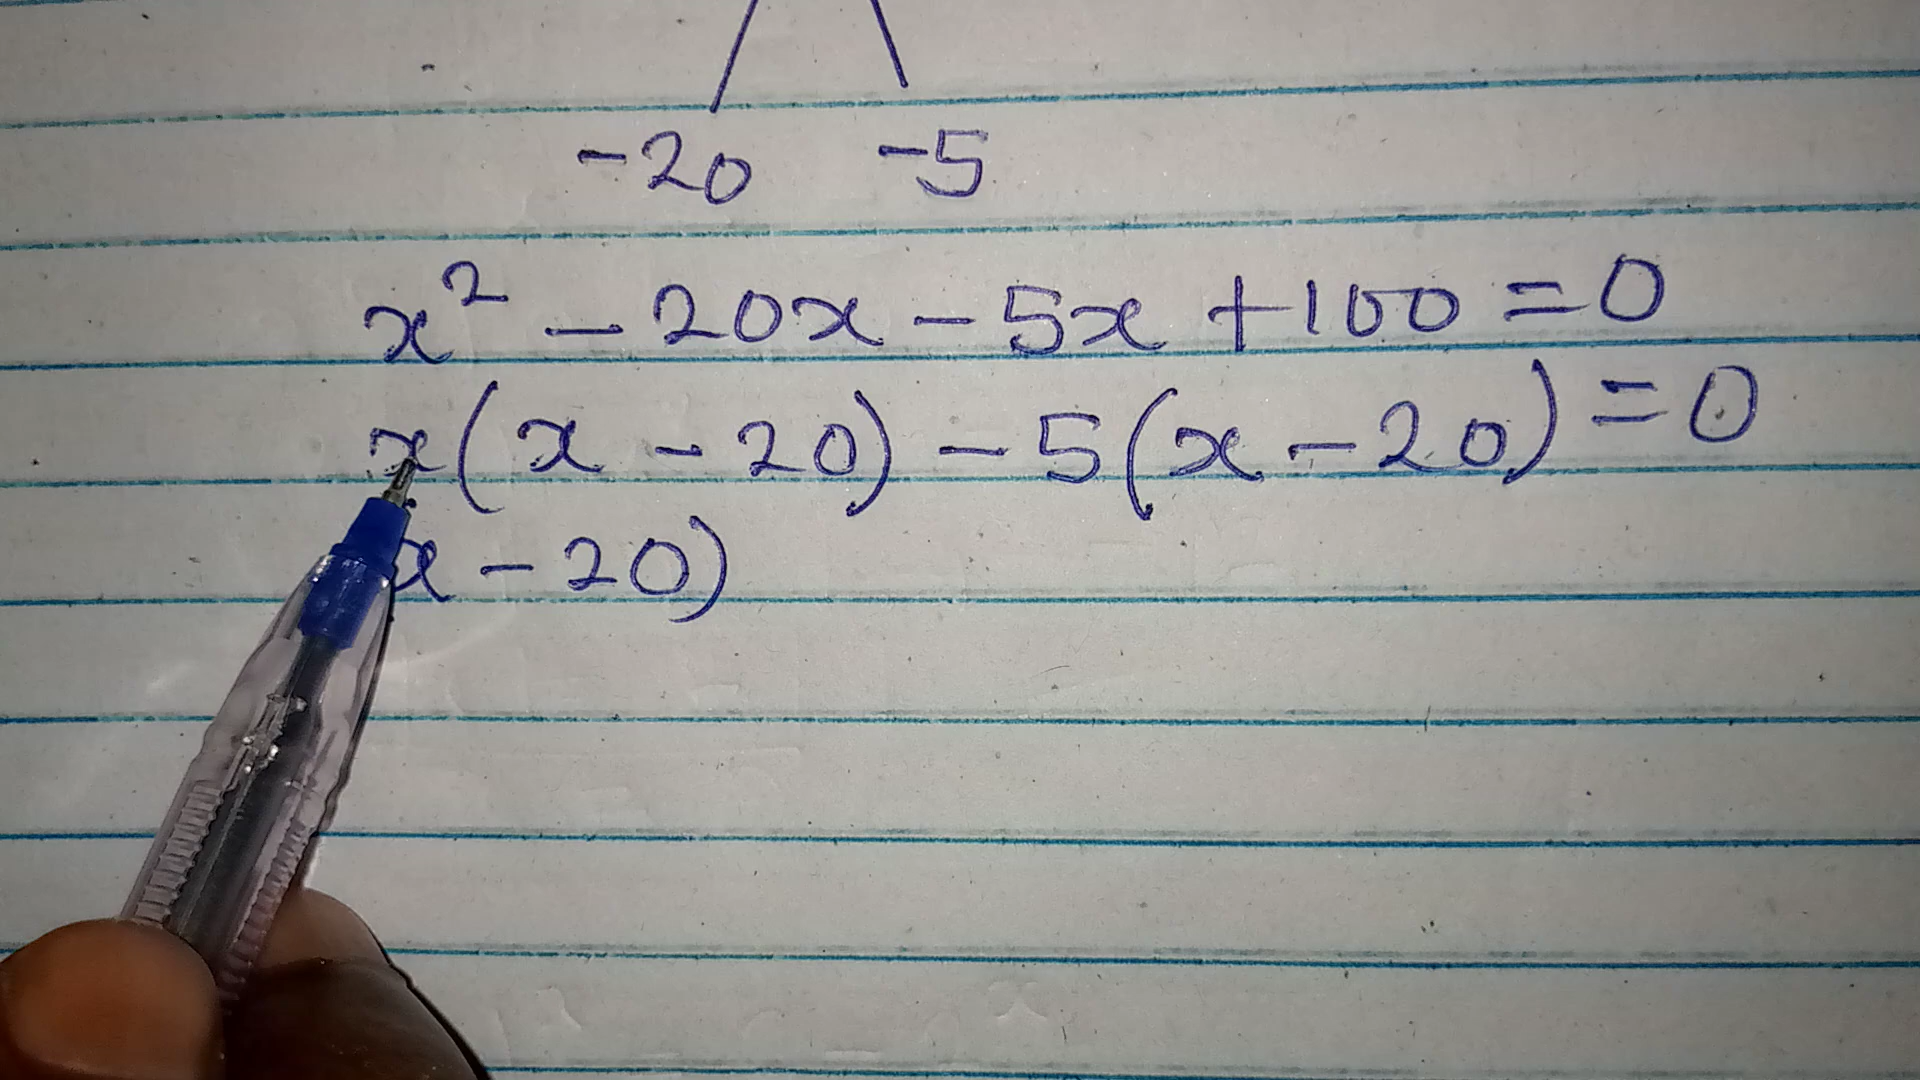 -20 -5
x² - 20x - 5x + 100 = 0
x(x - 20) - 5(x - 20) = 0
x - 20)